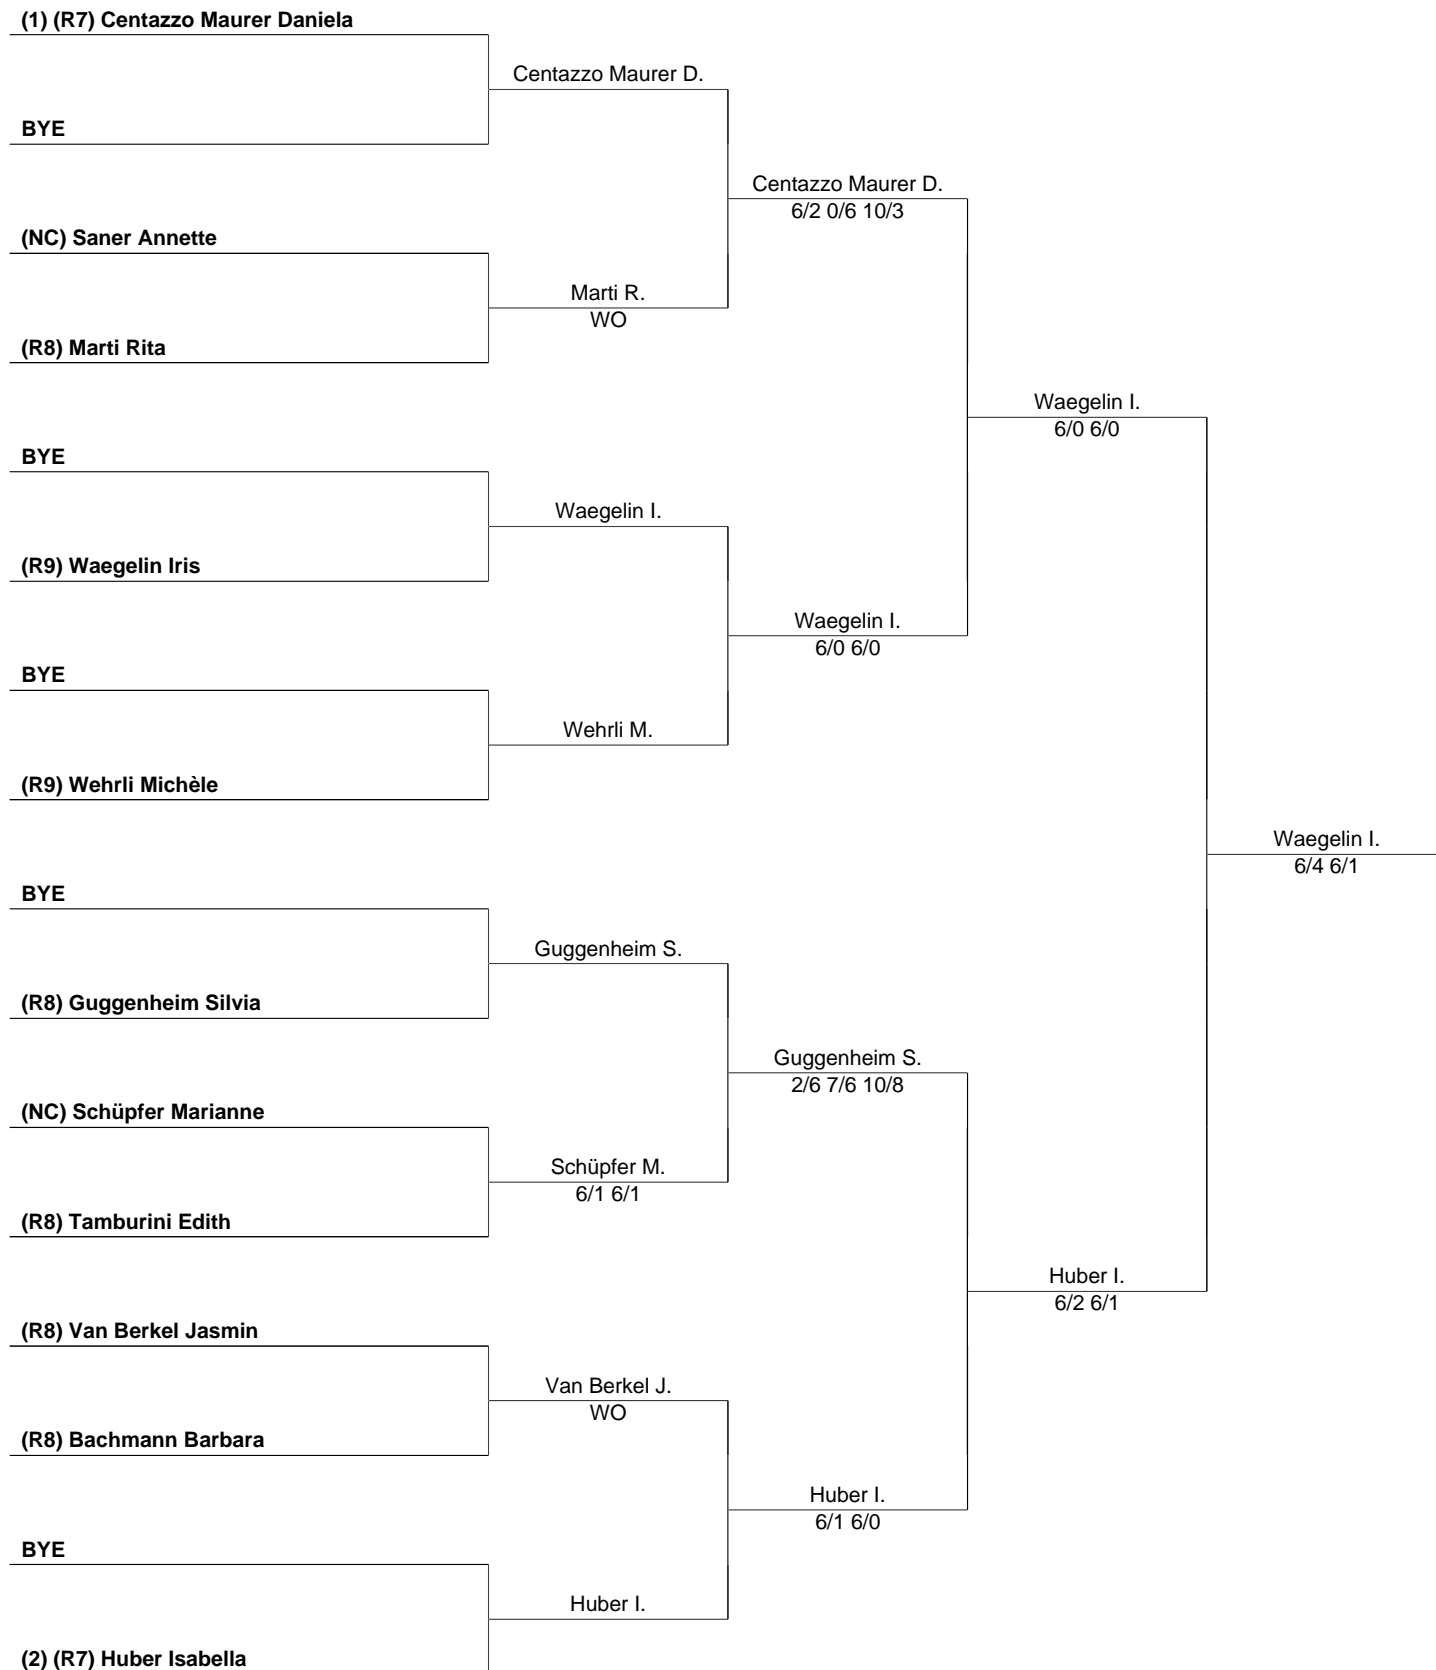 (1) (R7) Centazzo Maurer Daniela
Centazzo Maurer D.
BYE
Centazzo Maurer D.
6/2 0/6 10/3
(NC) Saner Annette
Marti R.
WO
(R8) Marti Rita
Waegelin I.
6/0 6/0
BYE
Waegelin I.
(R9) Waegelin Iris
Waegelin I.
6/0 6/0
BYE
Wehrli M.
(R9) Wehrli Michèle
Waegelin I.
6/4 6/1
BYE
Guggenheim S.
(R8) Guggenheim Silvia
Guggenheim S.
2/6 7/6 10/8
(NC) Schüpfer Marianne
Schüpfer M.
6/1 6/1
(R8) Tamburini Edith
Huber I.
6/2 6/1
(R8) Van Berkel Jasmin
Van Berkel J.
WO
(R8) Bachmann Barbara
Huber I.
6/1 6/0
BYE
Huber I.
(2) (R7) Huber Isabella